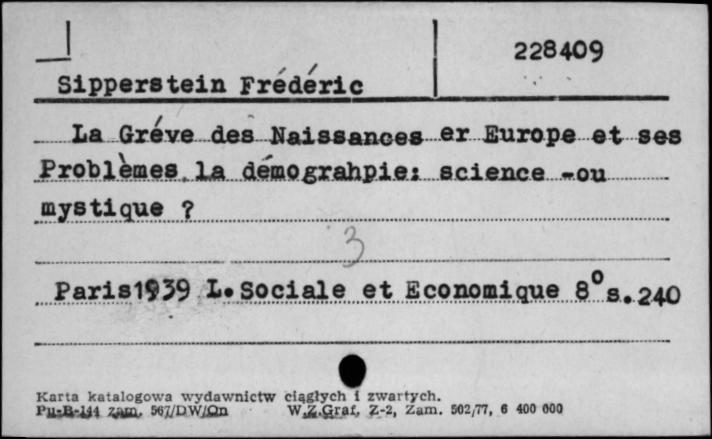 228409
Sipperstein Frédéric
La Gréve des Naissances er Europe et ses
Problèmes la démograhpie: science -ou
mystique ?
3
Paris1939 L. Sociale et Economique 8° s.240
Karta katalogowa wydawnictw ciągłych i zwartych.
Pu-B-144 zam. 567/DW/On W.Z.Graf, Z-2, Zam. 502/77, 6 400 000